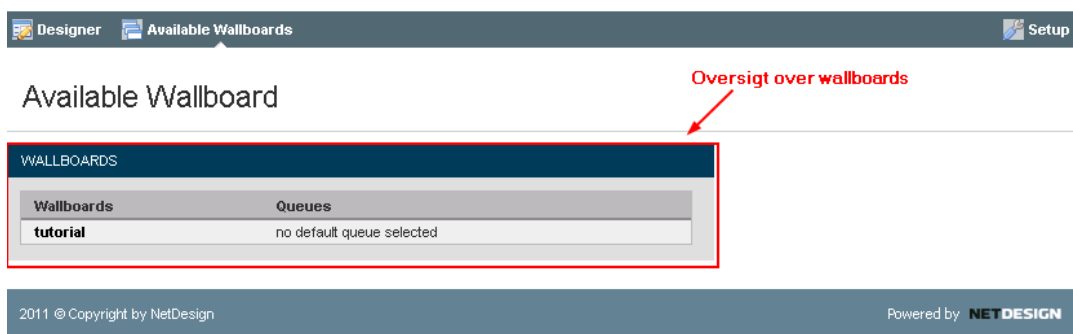 Designer Available Wallboards Setup
Oversigt over wallboards
Available Wallboard
WALLBOARDS
Wallboards Queues
tutorial no default queue selected
2011 © Copyright by NetDesign Powered by NETDESIGN